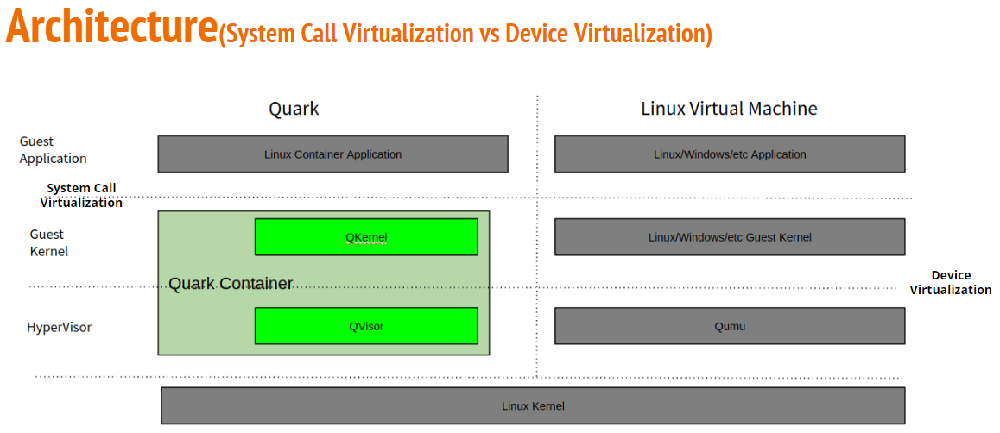 Architecture(System Call Virtualization vs Device Virtualization)
Quark
Linux Virtual Machine
Guest
Application
Linux Container Application
Linux/Windows/etc Application
System Call
Virtualization
Guest
Kernel
QKernel
Linux/Windows/etc Guest Kernel
Quark Container
Device
Virtualization
HyperVisor
QVisor
Qumu
Linux Kernel